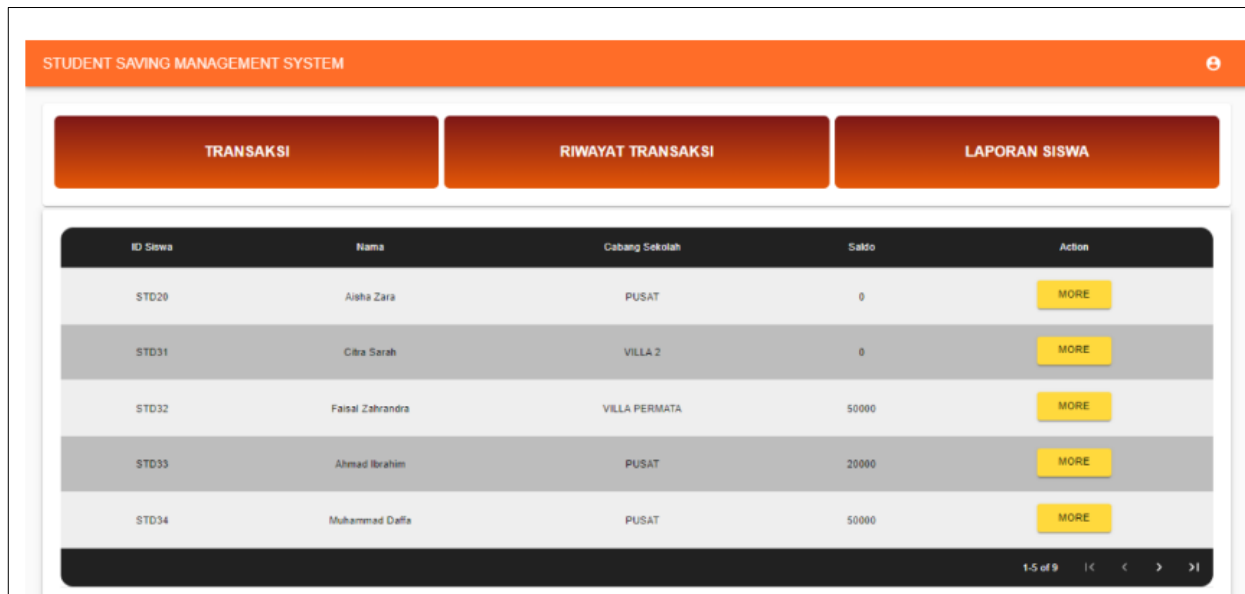 STUDENT SAVING MANAGEMENT SYSTEM
TRANSAKSI RIWAYAT TRANSAKSI LAPORAN SISWA
ID Siswa Nama Cabang Sekolah Saldo Action
STD20 Aisha Zara PUSAT 0 MORE
STD31 Citra Sarah VILLA 2 0 MORE
STD32 Faisal Zahrandra VILLA PERMATA 50000 MORE
STD33 Ahmad Ibrahim PUSAT 20000 MORE
STD34 Muhammad Daffa PUSAT 50000 MORE
1-5 of 9